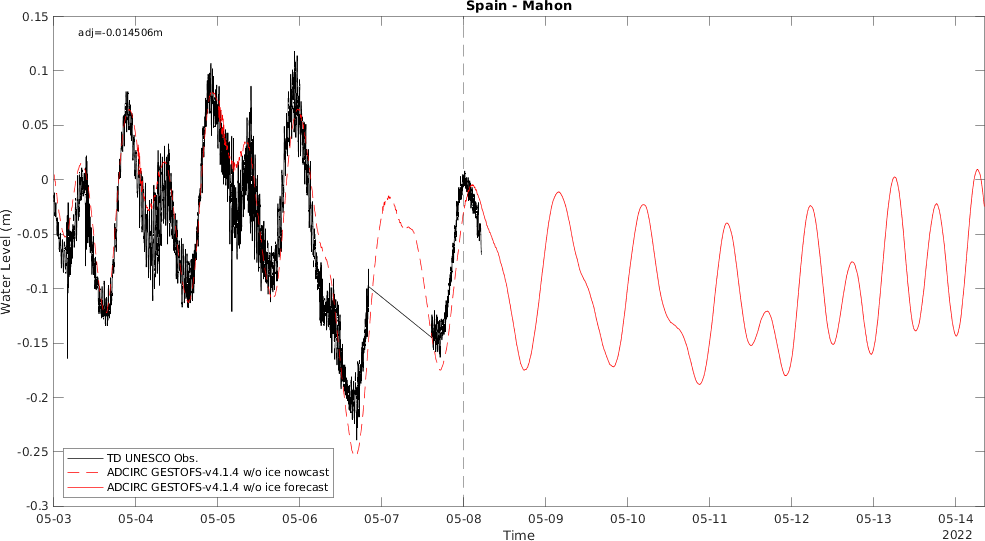 Spain - Mahon
adj=-0.014506m
0.15
0.1
0.05
0
-0.05
-0.1
-0.15
-0.2
-0.25
-0.3
Water Level (m)
TD UNESCO Obs.
ADCIRC GESTOFS-v4.1.4 w/o ice nowcast
ADCIRC GESTOFS-v4.1.4 w/o ice forecast
05-03 05-04 05-05 05-06 05-07 05-08 05-09 05-10 05-11 05-12 05-13 05-14
Time
2022